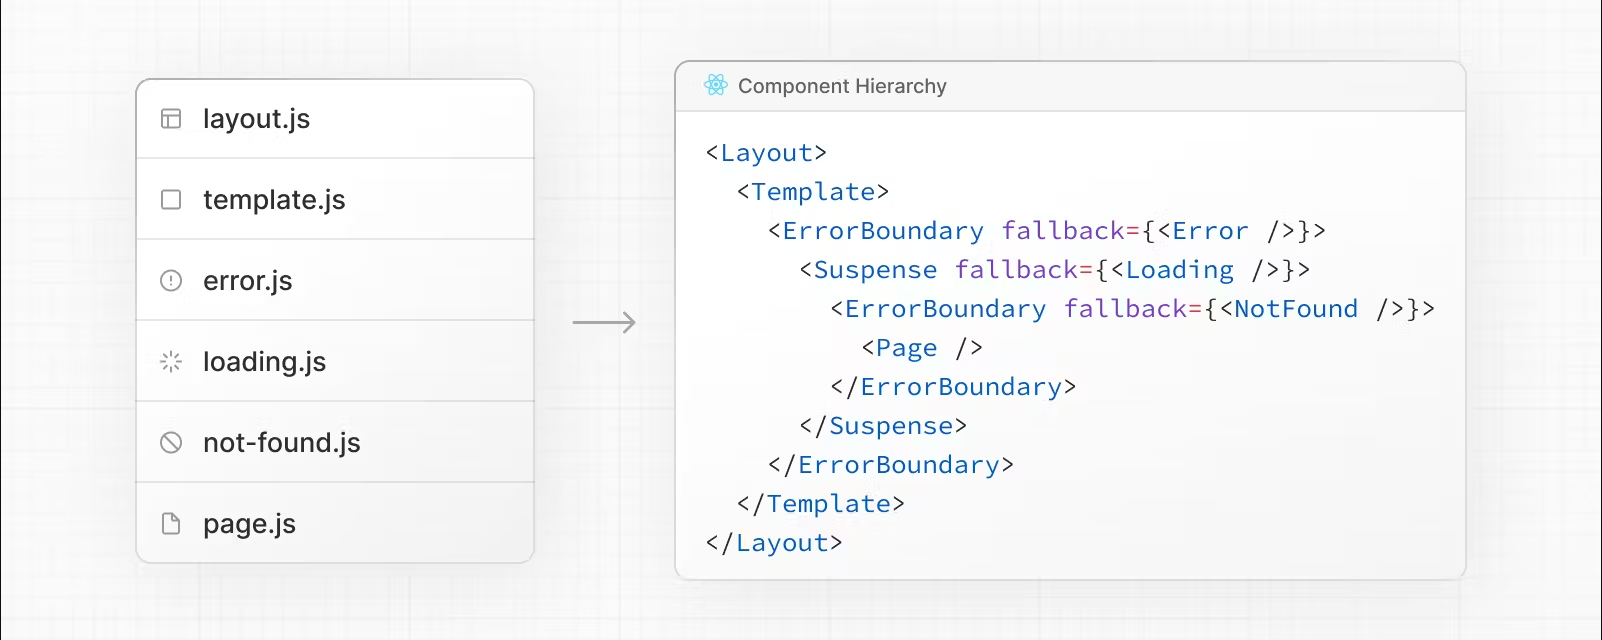 layout.js
template.js
error.js
loading.js
not-found.js
page.js
Component Hierarchy
<Layout>
<Template>
<ErrorBoundary fallback={<Error />}>
<Suspense fallback={<Loading />}>
<ErrorBoundary fallback={<NotFound />}>
<Page />
</ErrorBoundary>
</Suspense>
</ErrorBoundary>
</Template>
</Layout>